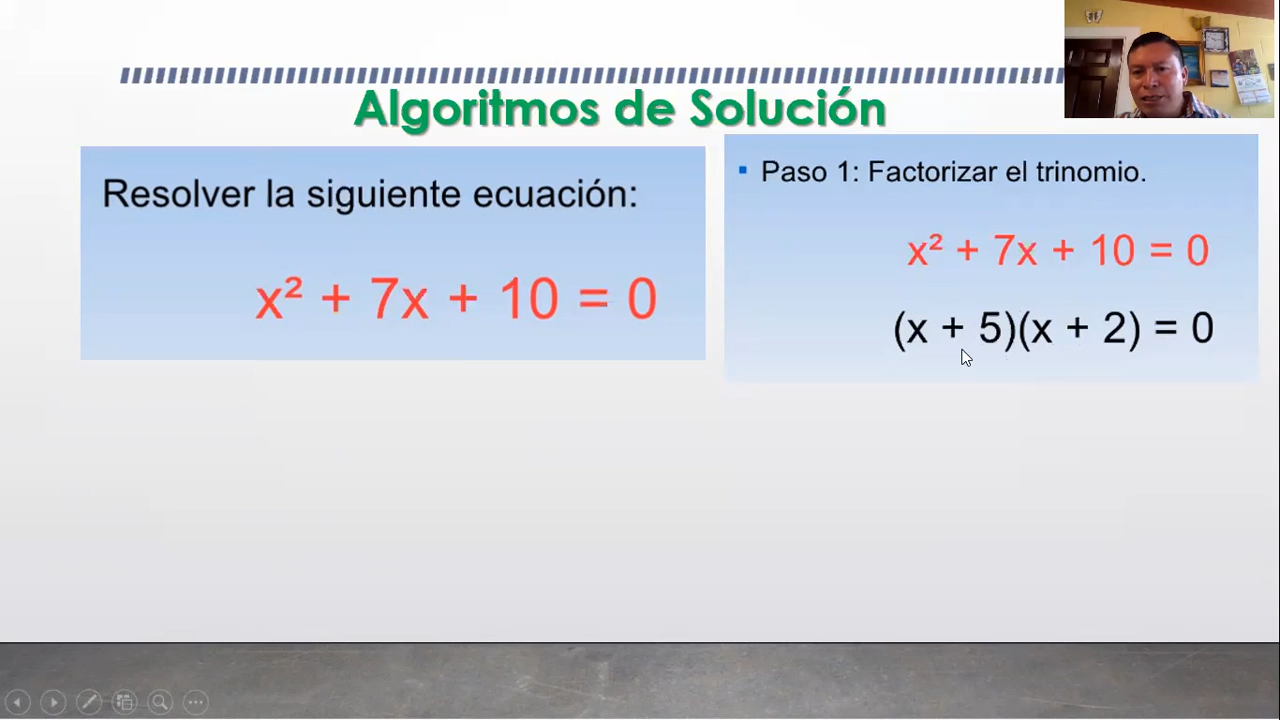 Algoritmos de Solución
Resolver la siguiente ecuación:
x² + 7x + 10 = 0
Paso 1: Factorizar el trinomio.
x² + 7x + 10 = 0
(x + 5)(x + 2) = 0